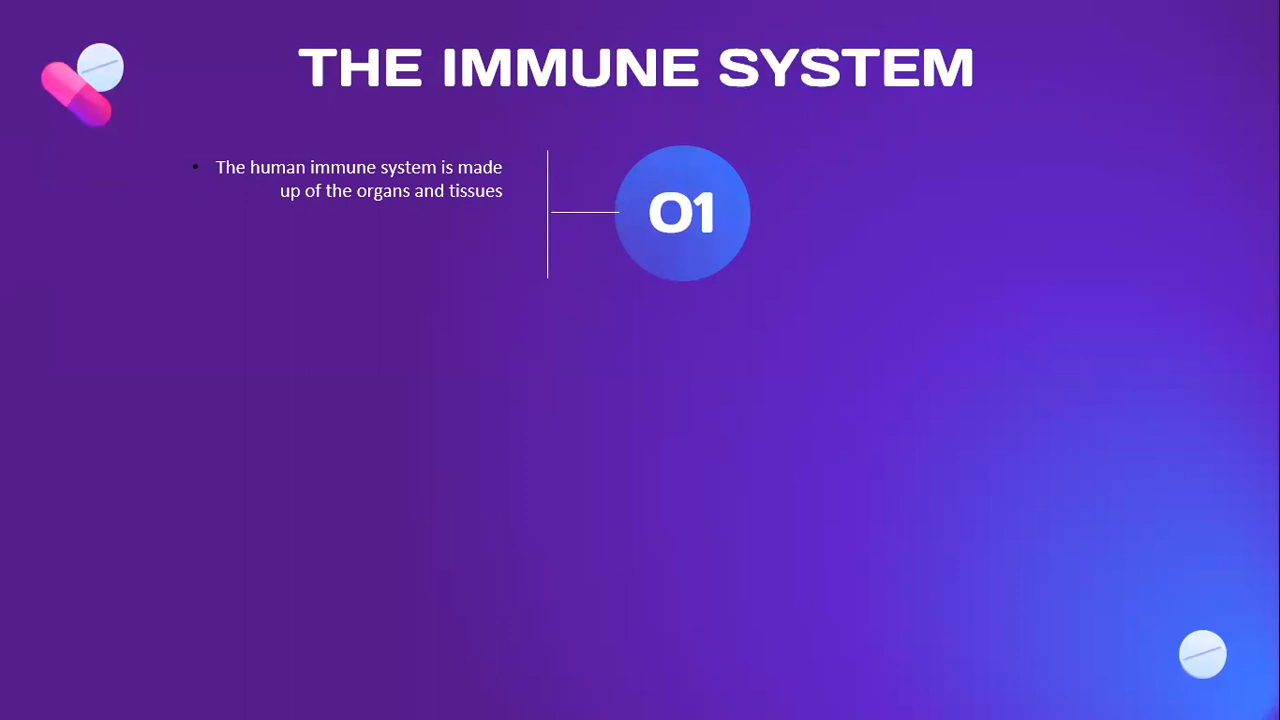 THE IMMUNE SYSTEM
• The human immune system is made
up of the organs and tissues
01